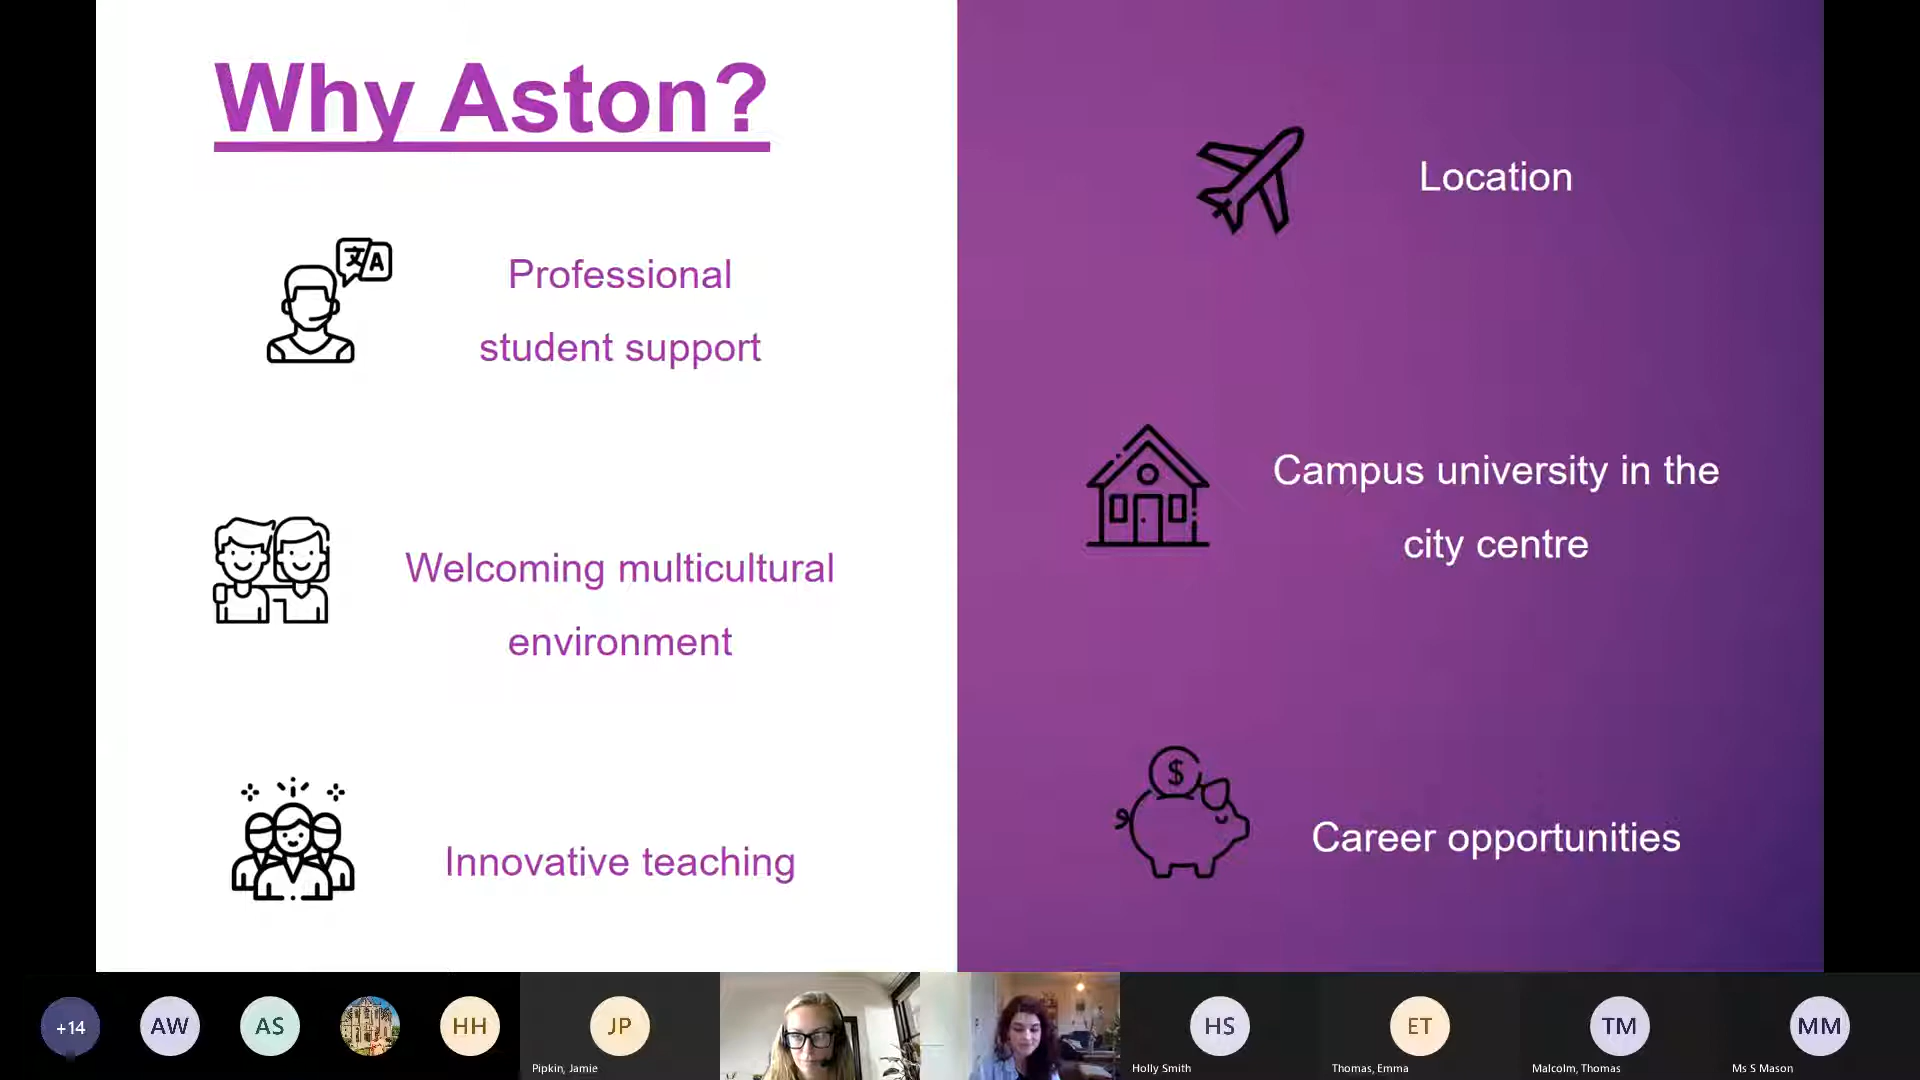 Why Aston?
文A
Professional
student support
Welcoming multicultural
environment
Innovative teaching
Location
Campus university in the
city centre
$
Career opportunities
+14
AW
AS
HH
JP
Pipkin, Jamie
HS
Holly Smith
ET
Thomas, Emma
TM
Malcolm, Thomas
MM
Ms S Mason